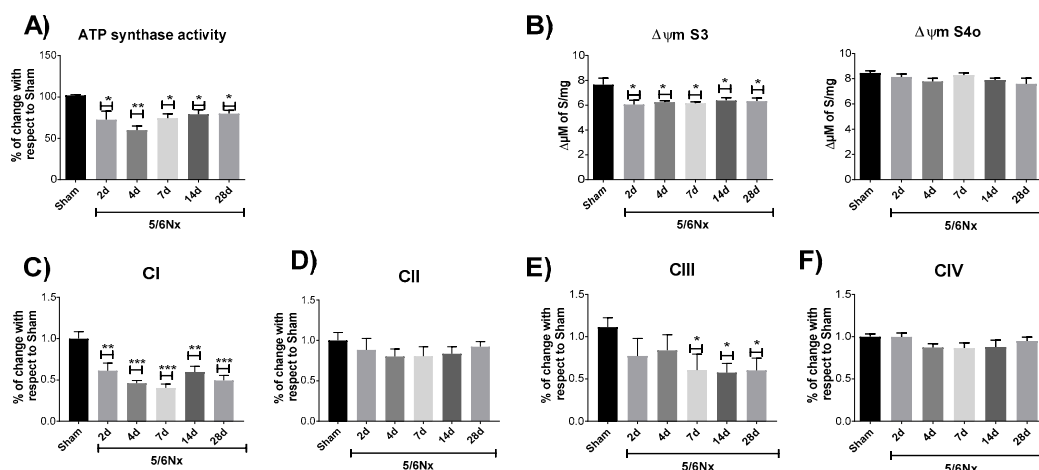 A)
ATP synthase activity
% of change with
respect to Sham
150
100
50
0
* ** * * *
Sham 2d 4d 7d 14d 28d
5/6Nx
B)
Δψm S3
ΔμM of S/mg
10
8
6
4
2
0
* * * * *
Sham 2d 4d 7d 14d 28d
5/6Nx
Δψm S4o
ΔμM of S/mg
10
8
6
4
2
0
Sham 2d 4d 7d 14d 28d
5/6Nx
C)
CI
% of change with
respect to Sham
1.5
1.0
0.5
0.0
** *** *** ** ***
Sham 2d 4d 7d 14d 28d
5/6Nx
D)
CII
% of change with
respect to Sham
1.5
1.0
0.5
0.0
Sham 2d 4d 7d 14d 28d
5/6Nx
E)
CIII
% of change with
respect to Sham
1.5
1.0
0.5
0.0
* * *
Sham 2d 4d 7d 14d 28d
5/6Nx
F)
CIV
% of change with
respect to Sham
1.5
1.0
0.5
0.0
Sham 2d 4d 7d 14d 28d
5/6Nx